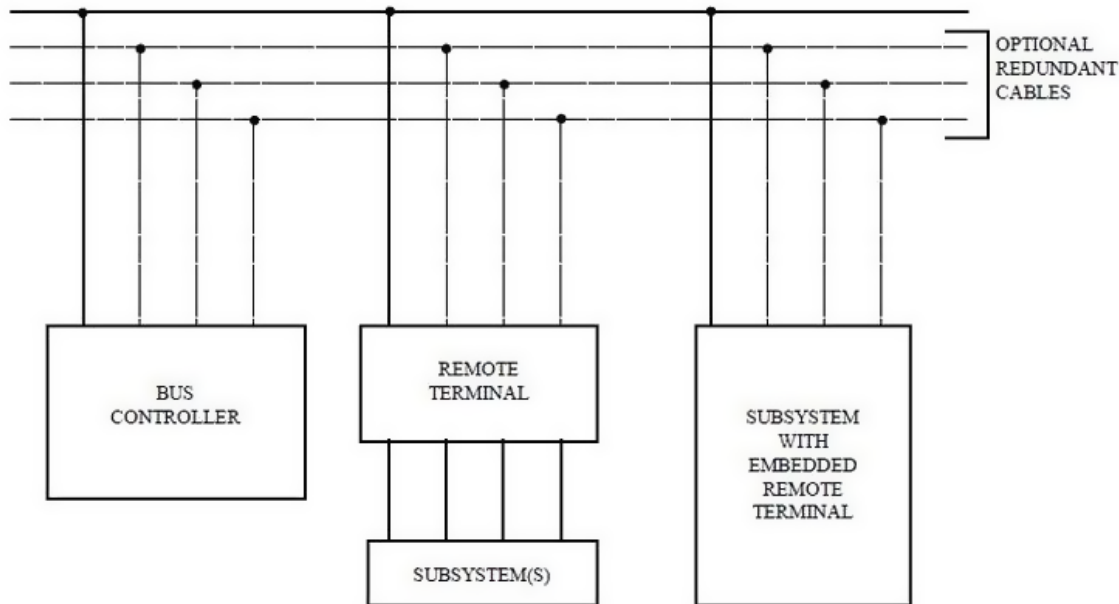 OPTIONAL
REDUNDANT
CABLES
BUS
CONTROLLER
REMOTE
TERMINAL
SUBSYSTEM
WITH
EMBEDDED
REMOTE
TERMINAL
SUBSYSTEM(S)